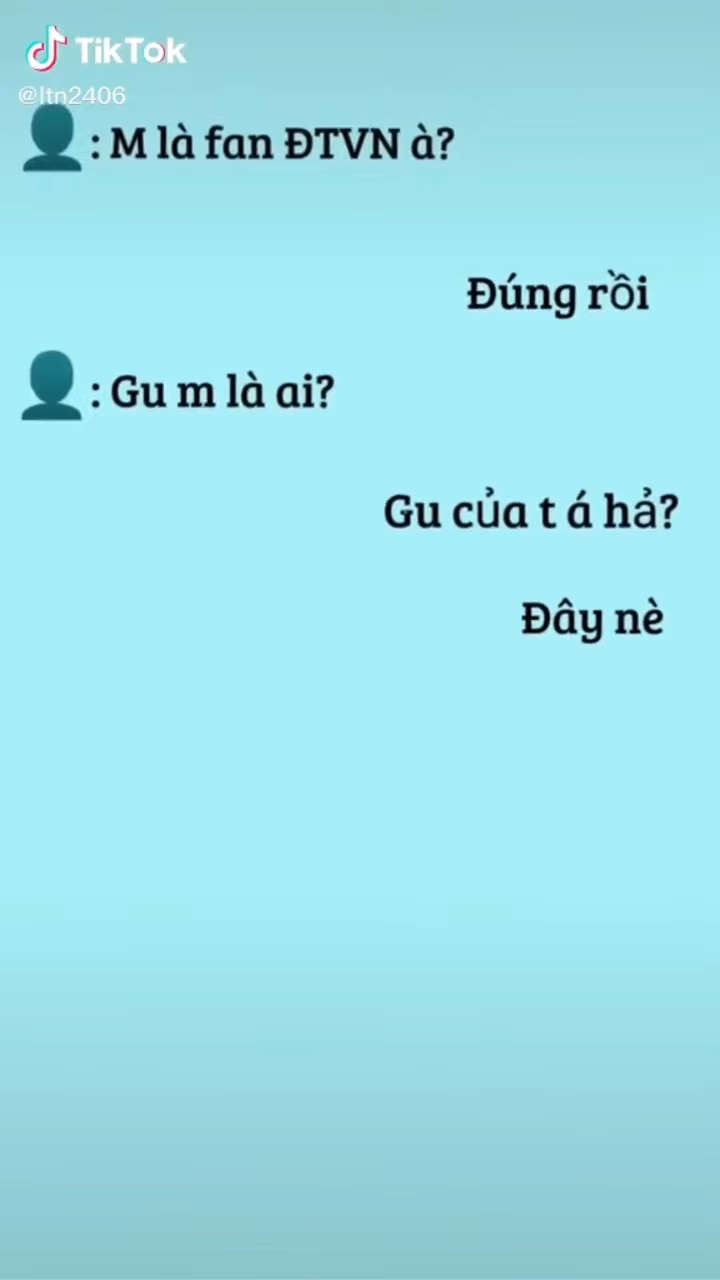 TikTok
@ltn2406
: M là fan ĐTVN à?
Đúng rồi
: Gu m là ai?
Gu của t á hả?
Đây nè